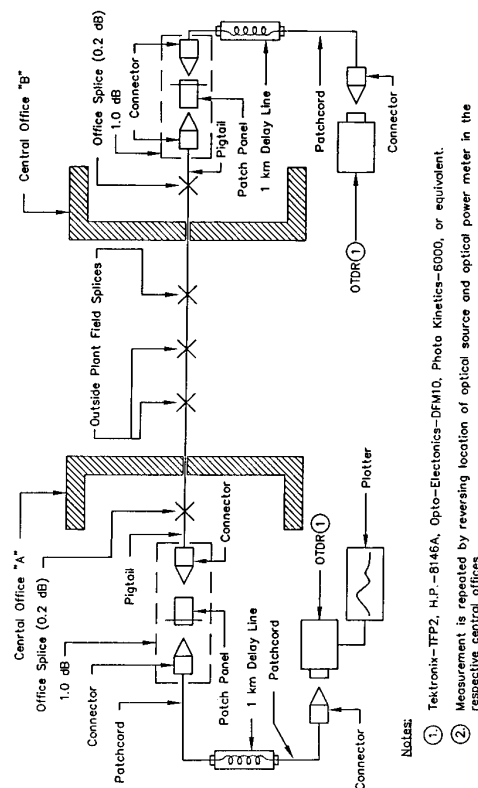 Cenrtal Office "A"
Office Splice (0.2 dB)
1.0 dB
Connector
Patchcord
Pigtail
Connector
Patch Panel
1 km Delay Line
Patchcord
Connector
OTDR 1
Plotter
Outside Plant Field Splices
Central Office "B"
Office Splice (0.2 dB)
1.0 dB
Connector
Pigtail
Patch Panel
1 km Delay Line
Patchcord
Connector
OTDR 1
Notes:
1. Tektronix-TFP2, H.P.-8146A, Opto-Electonics-DFM10, Photo Kinetics-6000, or equivalent.
2. Measurement is repeated by reversing location of optical source and optical power meter in the
respective central offices.